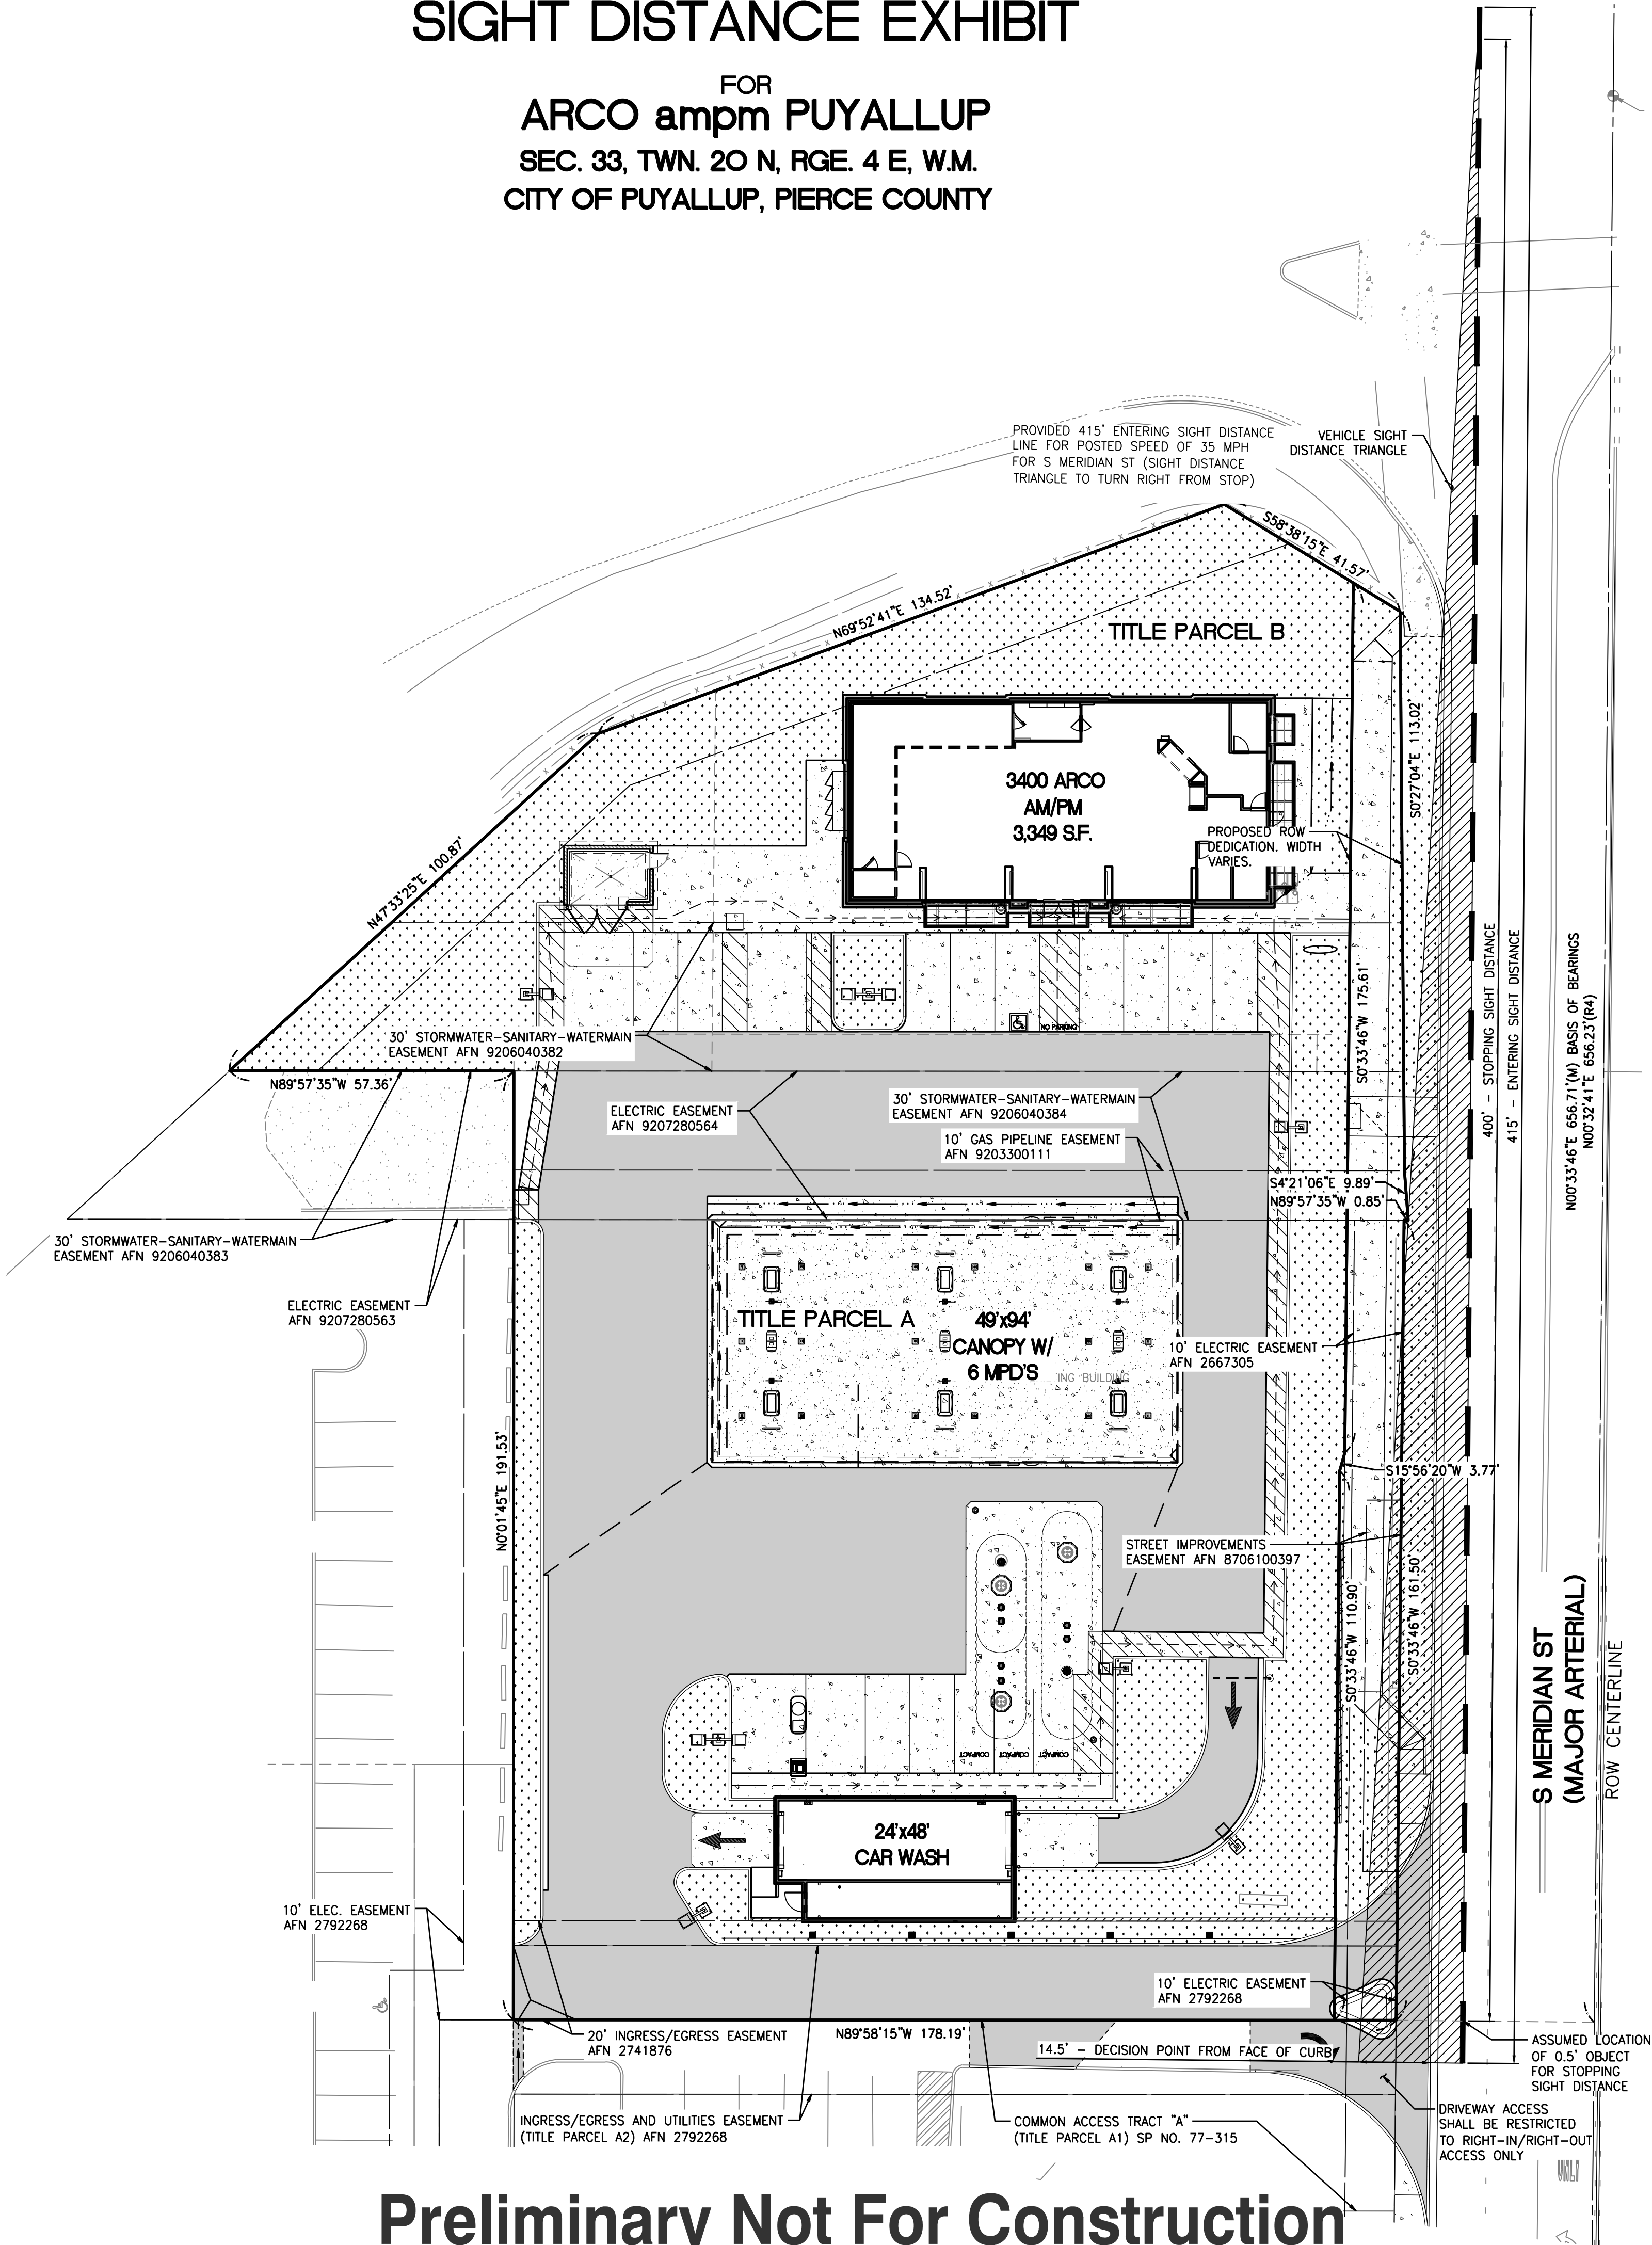 SIGHT DISTANCE EXHIBIT
FOR
ARCO ampm PUYALLUP
SEC. 33, TWN. 20 N, RGE. 4 E, W.M.
CITY OF PUYALLUP, PIERCE COUNTY
PROVIDED 415' ENTERING SIGHT DISTANCE
LINE FOR POSTED SPEED OF 35 MPH
FOR S MERIDIAN ST (SIGHT DISTANCE
TRIANGLE TO TURN RIGHT FROM STOP)
VEHICLE SIGHT
DISTANCE TRIANGLE
S58°38'15"E 41.57'
N69°52'41"E 134.52'
TITLE PARCEL B
S0°27'04"E 113.02'
3400 ARCO
AM/PM
3,349 S.F.
PROPOSED ROW
DEDICATION. WIDTH
VARIES.
N47°33'25"E 100.87'
S0°33'46"W 175.61'
400' - STOPPING SIGHT DISTANCE
415' - ENTERING SIGHT DISTANCE
N00°33'46"E 656.71'(M) BASIS OF BEARINGS
N00°32'41"E 656.23'(R4)
NO PARKING
30' STORMWATER-SANITARY-WATERMAIN
EASEMENT AFN 9206040382
N89°57'35"W 57.36'
ELECTRIC EASEMENT
AFN 9207280564
30' STORMWATER-SANITARY-WATERMAIN
EASEMENT AFN 9206040384
10' GAS PIPELINE EASEMENT
AFN 9203300111
S4°21'06"E 9.89'
N89°57'35"W 0.85'
30' STORMWATER-SANITARY-WATERMAIN
EASEMENT AFN 9206040383
ELECTRIC EASEMENT
AFN 9207280563
TITLE PARCEL A
49'x94'
CANOPY W/
6 MPD'S
ING BUILDING
10' ELECTRIC EASEMENT
AFN 2667305
N0°01'45"E 191.53'
S15°56'20"W 3.77'
STREET IMPROVEMENTS
EASEMENT AFN 8706100397
S0°33'46"W 110.90'
S0°33'46"W 161.50'
S MERIDIAN ST
(MAJOR ARTERIAL)
ROW CENTERLINE
COMPACT
COMPACT
COMPACT
24'x48'
CAR WASH
10' ELEC. EASEMENT
AFN 2792268
10' ELECTRIC EASEMENT
AFN 2792268
20' INGRESS/EGRESS EASEMENT
AFN 2741876
N89°58'15"W 178.19'
14.5' - DECISION POINT FROM FACE OF CURB
ASSUMED LOCATION
OF 0.5' OBJECT
FOR STOPPING
SIGHT DISTANCE
INGRESS/EGRESS AND UTILITIES EASEMENT
(TITLE PARCEL A2) AFN 2792268
COMMON ACCESS TRACT "A"
(TITLE PARCEL A1) SP NO. 77-315
DRIVEWAY ACCESS
SHALL BE RESTRICTED
TO RIGHT-IN/RIGHT-OUT
ACCESS ONLY
Preliminary Not For Construction